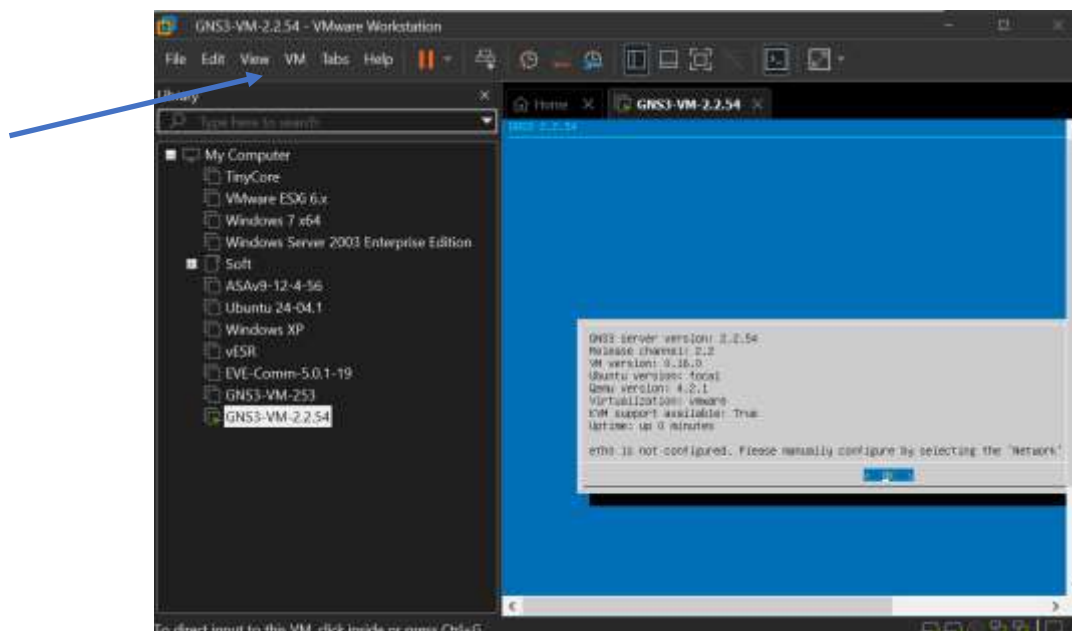 GNS3-VM-2.2.54 - VMware Workstation
File Edit View VM Tabs Help
Library
Type here to search
Home
GNS3-VM-2.2.54
GNS3 2.2.54
My Computer
TinyCore
VMware ESXi 6.x
Windows 7 x64
Windows Server 2003 Enterprise Edition
Soft
ASAv9-12-4-56
Ubuntu 24-04.1
Windows XP
vESR
EVE-Comm-5.0.1-19
GNS3-VM-253
GNS3-VM-2.2.54
GNS3 server version: 2.2.54
Release channel: 2.2
VM version: 0.16.0
Ubuntu version: focal
Qemu version: 4.2.1
Virtualization: vmware
KVM support available: True
Uptime: up 0 minutes
eth0 is not configured. Please manually configure by selecting the 'Network'
OK
To direct input to this VM, click inside or press Ctrl+G.